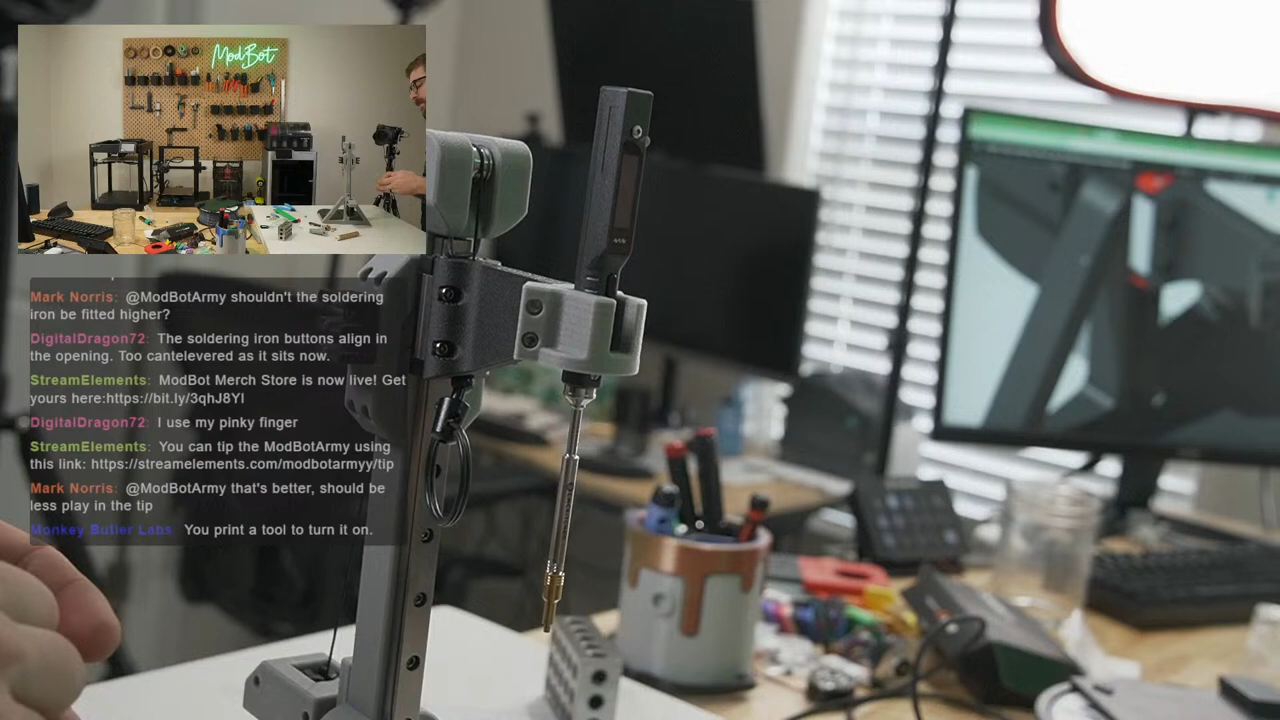 ModBot
Mark Norris: @ModBotArmy shouldn't the soldering
iron be fitted higher?
DigitalDragon72: The soldering iron buttons align in
the opening. Too cantelevered as it sits now.
StreamElements: ModBot Merch Store is now live! Get
yours here:https://bit.ly/3qhJ8YI
DigitalDragon72: I use my pinky finger
StreamElements: You can tip the ModBotArmy using
this link: https://streamelements.com/modbotarmyy/tip
Mark Norris: @ModBotArmy that's better, should be
less play in the tip
Monkey Butler Labs: You print a tool to turn it on.